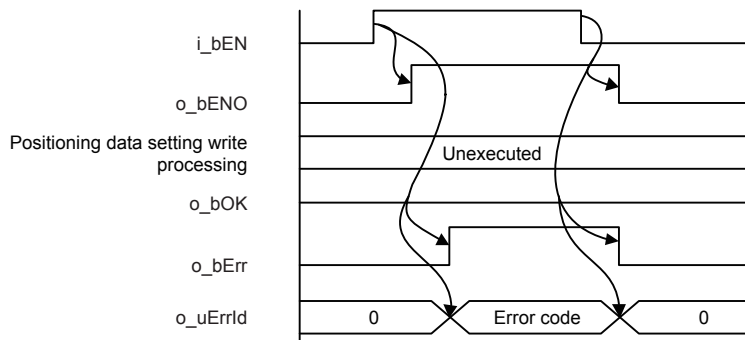 i_bEN
o_bENO
Positioning data setting write
processing
Unexecuted
o_bOK
o_bErr
o_uErrId
0
Error code
0